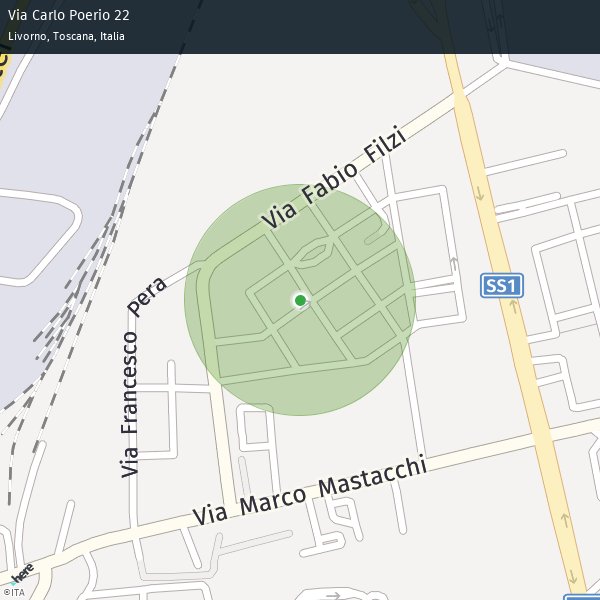 Via Carlo Poerio 22
Livorno, Toscana, Italia
Via Fabio Filzi
Via Francesco Pera
SS1
Via Marco Mastacchi
here
©ITA